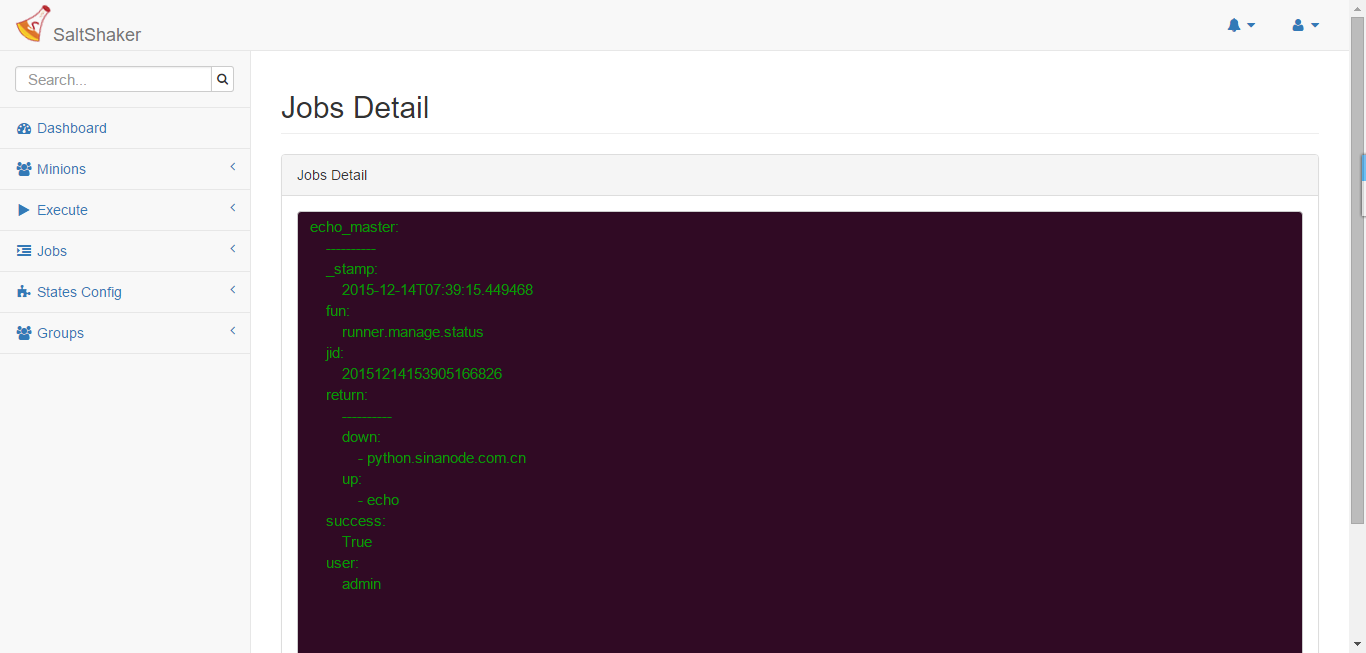 SaltShaker
Search...
Dashboard
Minions
Execute
Jobs
States Config
Groups
Jobs Detail
Jobs Detail
echo_master:
----------
_stamp:
2015-12-14T07:39:15.449468
fun:
runner.manage.status
jid:
20151214153905166826
return:
----------
down:
- python.sinanode.com.cn
up:
- echo
success:
True
user:
admin